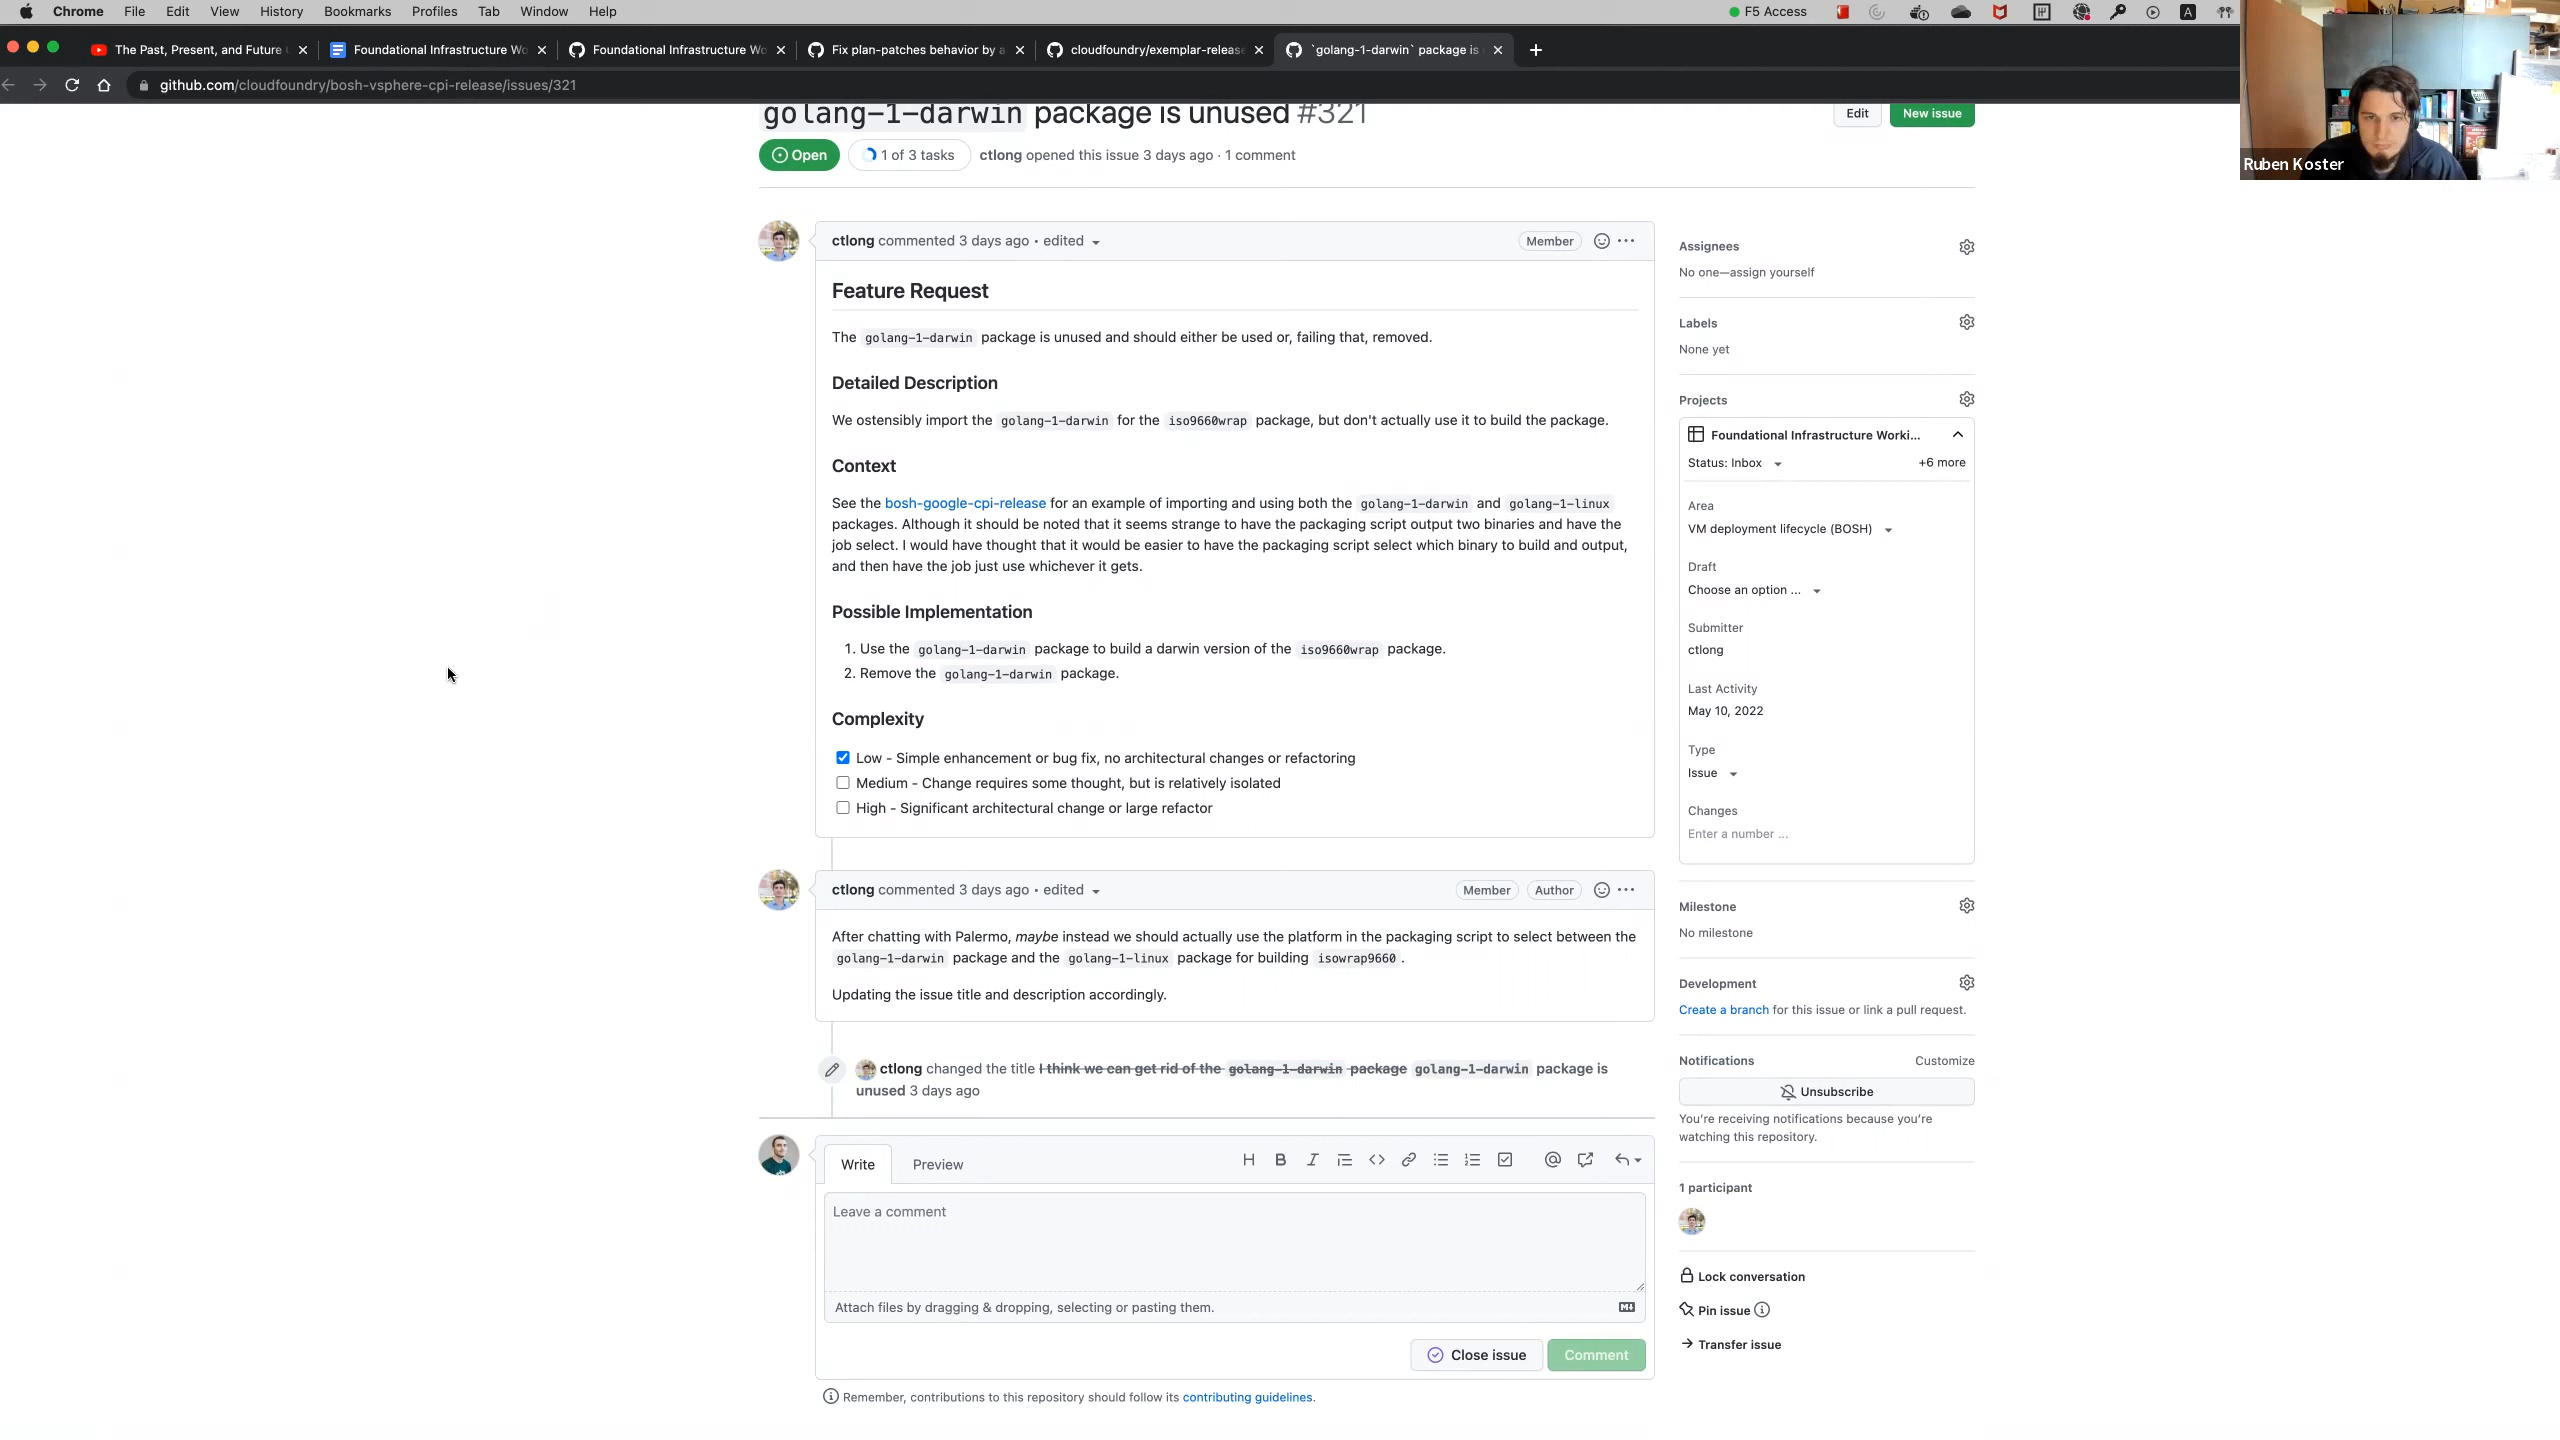 Chrome File Edit View History Bookmarks Profiles Tab Window Help F5 Access A
The Past, Present, and Future Foundational Infrastructure Wo Foundational Infrastructure Wo Fix plan-patches behavior by a cloudfoundry/exemplar-release `golang-1-darwin` package is
github.com/cloudfoundry/bosh-vsphere-cpi-release/issues/321
Ruben Koster
golang-1-darwin package is unused #321
Edit New issue
Open 1 of 3 tasks ctlong opened this issue 3 days ago · 1 comment
ctlong commented 3 days ago • edited Member
Feature Request
The golang-1-darwin package is unused and should either be used or, failing that, removed.
Detailed Description
We ostensibly import the golang-1-darwin for the iso9660wrap package, but don't actually use it to build the package.
Context
See the bosh-google-cpi-release for an example of importing and using both the golang-1-darwin and golang-1-linux
packages. Although it should be noted that it seems strange to have the packaging script output two binaries and have the
job select. I would have thought that it would be easier to have the packaging script select which binary to build and output,
and then have the job just use whichever it gets.
Possible Implementation
1. Use the golang-1-darwin package to build a darwin version of the iso9660wrap package.
2. Remove the golang-1-darwin package.
Complexity
Low - Simple enhancement or bug fix, no architectural changes or refactoring
Medium - Change requires some thought, but is relatively isolated
High - Significant architectural change or large refactor
ctlong commented 3 days ago • edited Member Author
After chatting with Palermo, maybe instead we should actually use the platform in the packaging script to select between the
golang-1-darwin package and the golang-1-linux package for building isowrap9660 .
Updating the issue title and description accordingly.
ctlong changed the title I think we can get rid of the golang-1-darwin package golang-1-darwin package is
unused 3 days ago
Write Preview
Leave a comment
Attach files by dragging & dropping, selecting or pasting them.
Close issue Comment
Remember, contributions to this repository should follow its contributing guidelines.
Assignees
No one—assign yourself
Labels
None yet
Projects
Foundational Infrastructure Worki...
Status: Inbox +6 more
Area
VM deployment lifecycle (BOSH)
Draft
Choose an option ...
Submitter
ctlong
Last Activity
May 10, 2022
Type
Issue
Changes
Enter a number ...
Milestone
No milestone
Development
Create a branch for this issue or link a pull request.
Notifications Customize
Unsubscribe
You're receiving notifications because you're
watching this repository.
1 participant
Lock conversation
Pin issue
Transfer issue